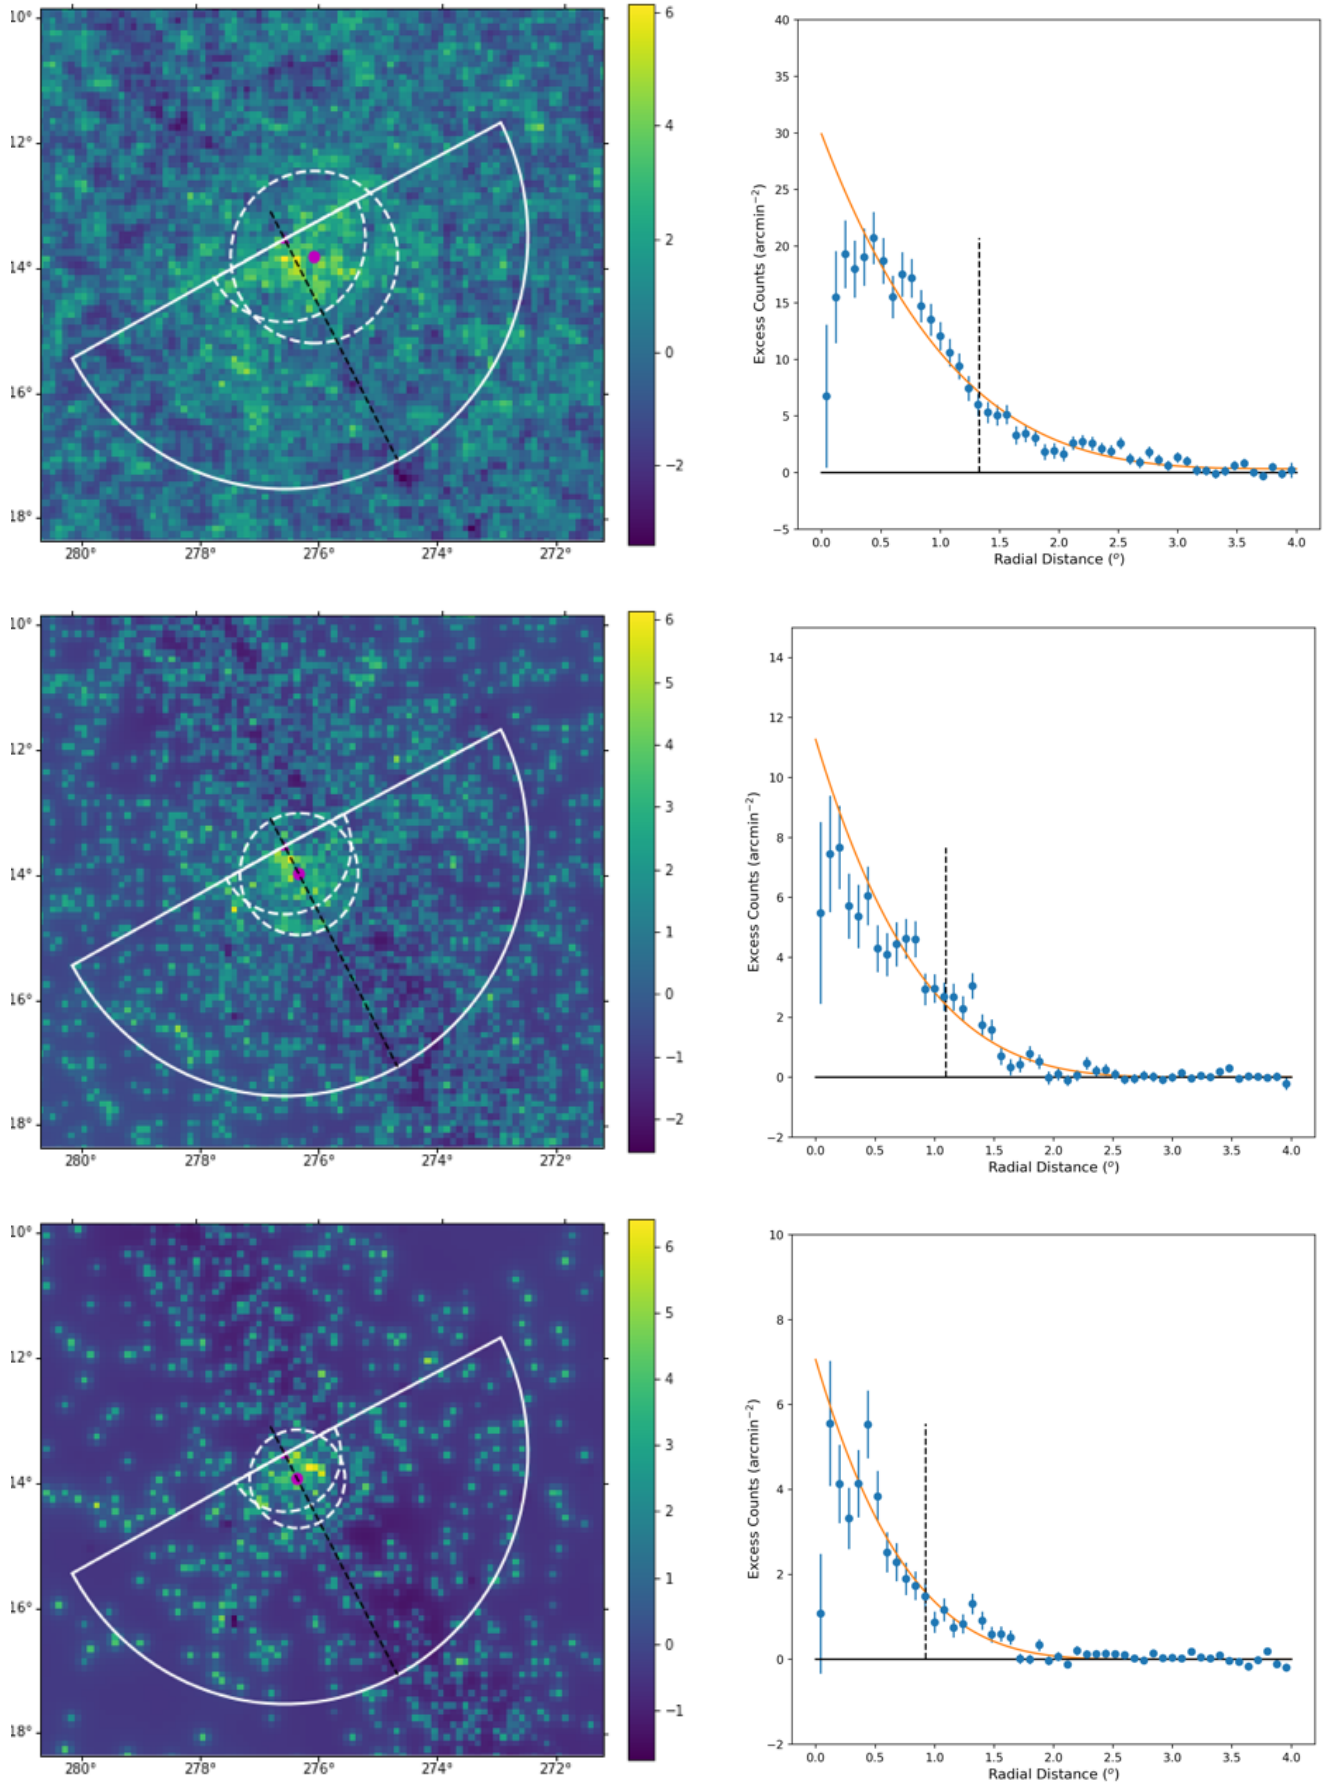 10° 12° 14° 16° 18°
280° 278° 276° 274° 272°
6 4 2 0 −2
Excess Counts (arcmin⁻²)
40 35 30 25 20 15 10 5 0 −5
0.0 0.5 1.0 1.5 2.0 2.5 3.0 3.5 4.0
Radial Distance (°)
10° 12° 14° 16° 18°
280° 278° 276° 274° 272°
6 5 4 3 2 1 0 −1 −2
Excess Counts (arcmin⁻²)
14 12 10 8 6 4 2 0 −2
0.0 0.5 1.0 1.5 2.0 2.5 3.0 3.5 4.0
Radial Distance (°)
10° 12° 14° 16° 18°
280° 278° 276° 274° 272°
6 5 4 3 2 1 0 −1
Excess Counts (arcmin⁻²)
10 8 6 4 2 0 −2
0.0 0.5 1.0 1.5 2.0 2.5 3.0 3.5 4.0
Radial Distance (°)